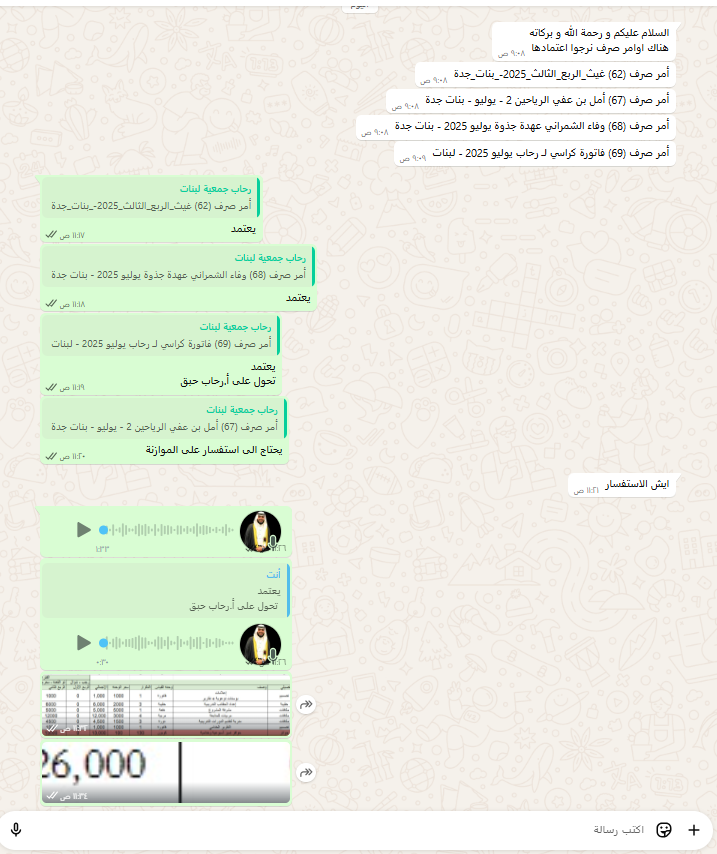 اليوم
السلام عليكم و رحمة الله و بركاته
هناك اوامر صرف نرجوا اعتمادها
٩:٠٨ ص
أمر صرف (62) غيث_الربع_الثالث_2025-_بنات_جدة
٩:٠٨ ص
أمر صرف (67) أمل بن عفي الرياحين 2 - يوليو - بنات جدة
٩:٠٨ ص
أمر صرف (68) وفاء الشمراني عهدة جذوة يوليو 2025 - بنات جدة
٩:٠٨ ص
أمر صرف (69) فاتورة كراسي لـ رحاب يوليو 2025 - لبنات
٩:٠٩ ص
رحاب جمعية لبنات
أمر صرف (62) غيث_الربع_الثالث_2025-_بنات_جدة
يعتمد
١١:١٧ ص
رحاب جمعية لبنات
أمر صرف (68) وفاء الشمراني عهدة جذوة يوليو 2025 - بنات جدة
يعتمد
١١:١٨ ص
رحاب جمعية لبنات
أمر صرف (69) فاتورة كراسي لـ رحاب يوليو 2025 - لبنات
يعتمد
تحول على أ.رحاب حبق
١١:١٩ ص
رحاب جمعية لبنات
أمر صرف (67) أمل بن عفي الرياحين 2 - يوليو - بنات جدة
يحتاج الى استفسار على الموازنة
١١:٢٠ ص
ايش الاستفسار
١١:٢١ ص
١:٣٣
١١:٢٦
أنت
يعتمد
تحول على أ.رحاب حبق
٠:٣٠
١١:٢٦ ص
26,000
١١:٣٤ ص
اكتب رسالة